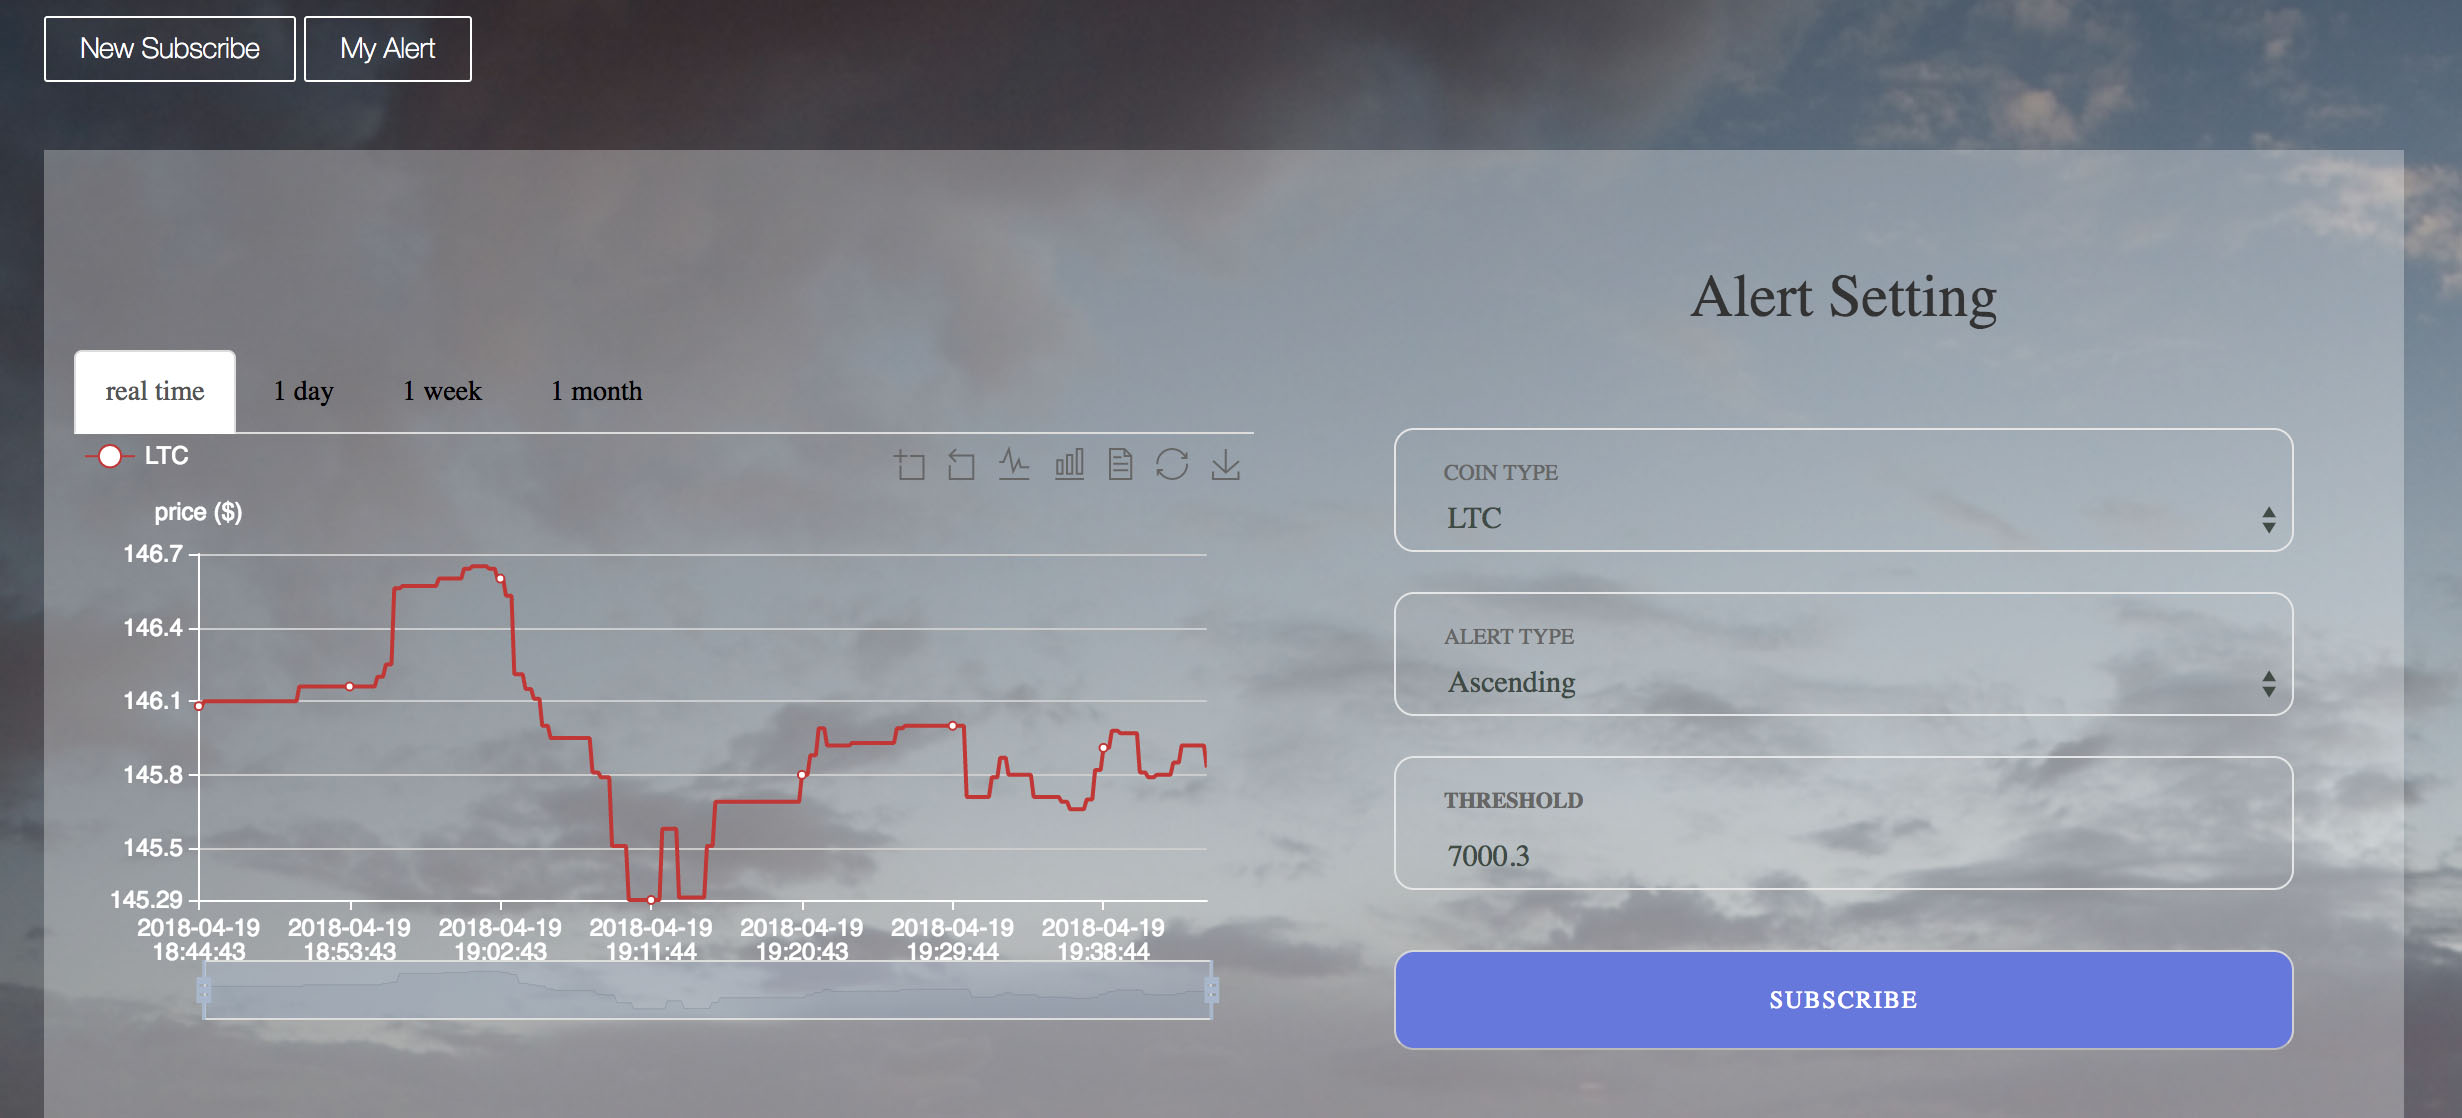 New Subscribe My Alert
Alert Setting
real time 1 day 1 week 1 month
LTC
price ($)
146.7
146.4
146.1
145.8
145.5
145.29
2018-04-19 2018-04-19 2018-04-19 2018-04-19 2018-04-19 2018-04-19 2018-04-19
18:44:43 18:53:43 19:02:43 19:11:44 19:20:43 19:29:44 19:38:44
COIN TYPE
LTC
ALERT TYPE
Ascending
THRESHOLD
7000.3
SUBSCRIBE